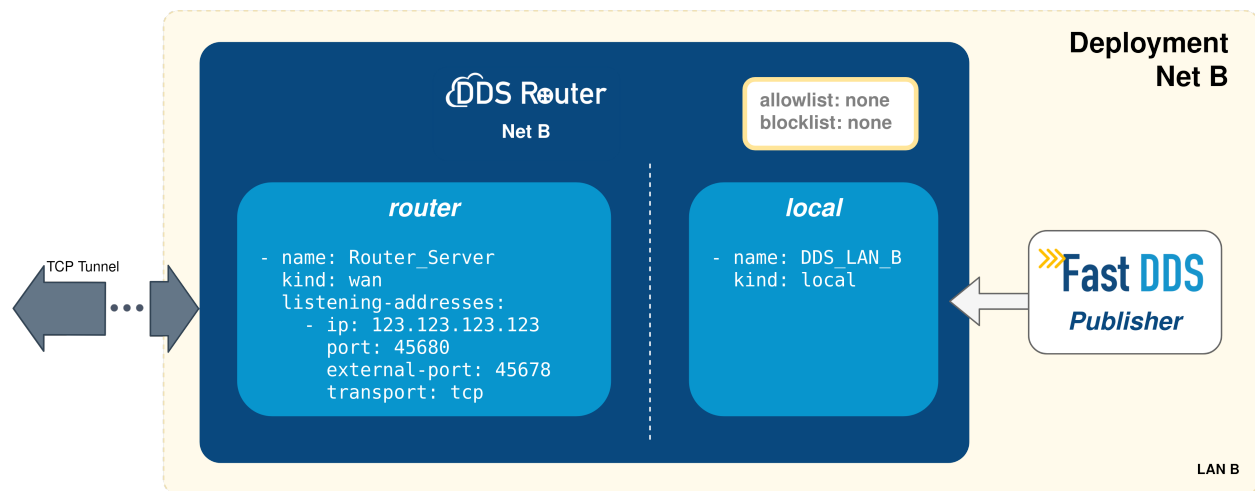 Deployment
Net B
DDS Router
Net B
allowlist: none
blocklist: none
router
- name: Router_Server
kind: wan
listening-addresses:
- ip: 123.123.123.123
port: 45680
external-port: 45678
transport: tcp
local
- name: DDS_LAN_B
kind: local
TCP Tunnel
Fast DDS
Publisher
LAN B